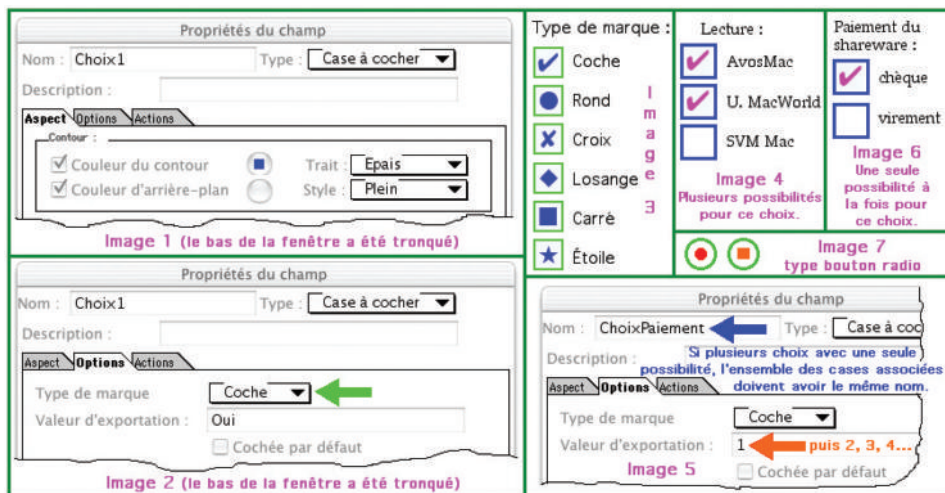 Propriétés du champ
Nom : Choix1 Type : Case à cocher
Description :
Aspect Options Actions
Contour :
Couleur du contour Trait : Epais
Couleur d'arrière-plan Style : Plein
Image 1 (le bas de la fenêtre a été tronqué)
Propriétés du champ
Nom : Choix1 Type : Case à cocher
Description :
Aspect Options Actions
Type de marque Coche
Valeur d'exportation : Oui
Cochée par défaut
Image 2 (le bas de la fenêtre a été tronqué)
Type de marque :
Coche
Rond
Croix
Losange
Carré
Étoile
Image 3
Lecture :
AvosMac
U. MacWorld
SVM Mac
Image 4
Plusieurs possibilités
pour ce choix.
Paiement du
shareware :
chèque
virement
Image 6
Une seule
possibilité à
la fois pour
ce choix.
Image 7
type bouton radio
Propriétés du champ
Nom : ChoixPaiement Type : Case à coc
Description :
Si plusieurs choix avec une seule
possibilité, l'ensemble des cases associées
doivent avoir le même nom.
Aspect Options Actions
Type de marque Coche
Valeur d'exportation : 1 puis 2, 3, 4...
Cochée par défaut
Image 5